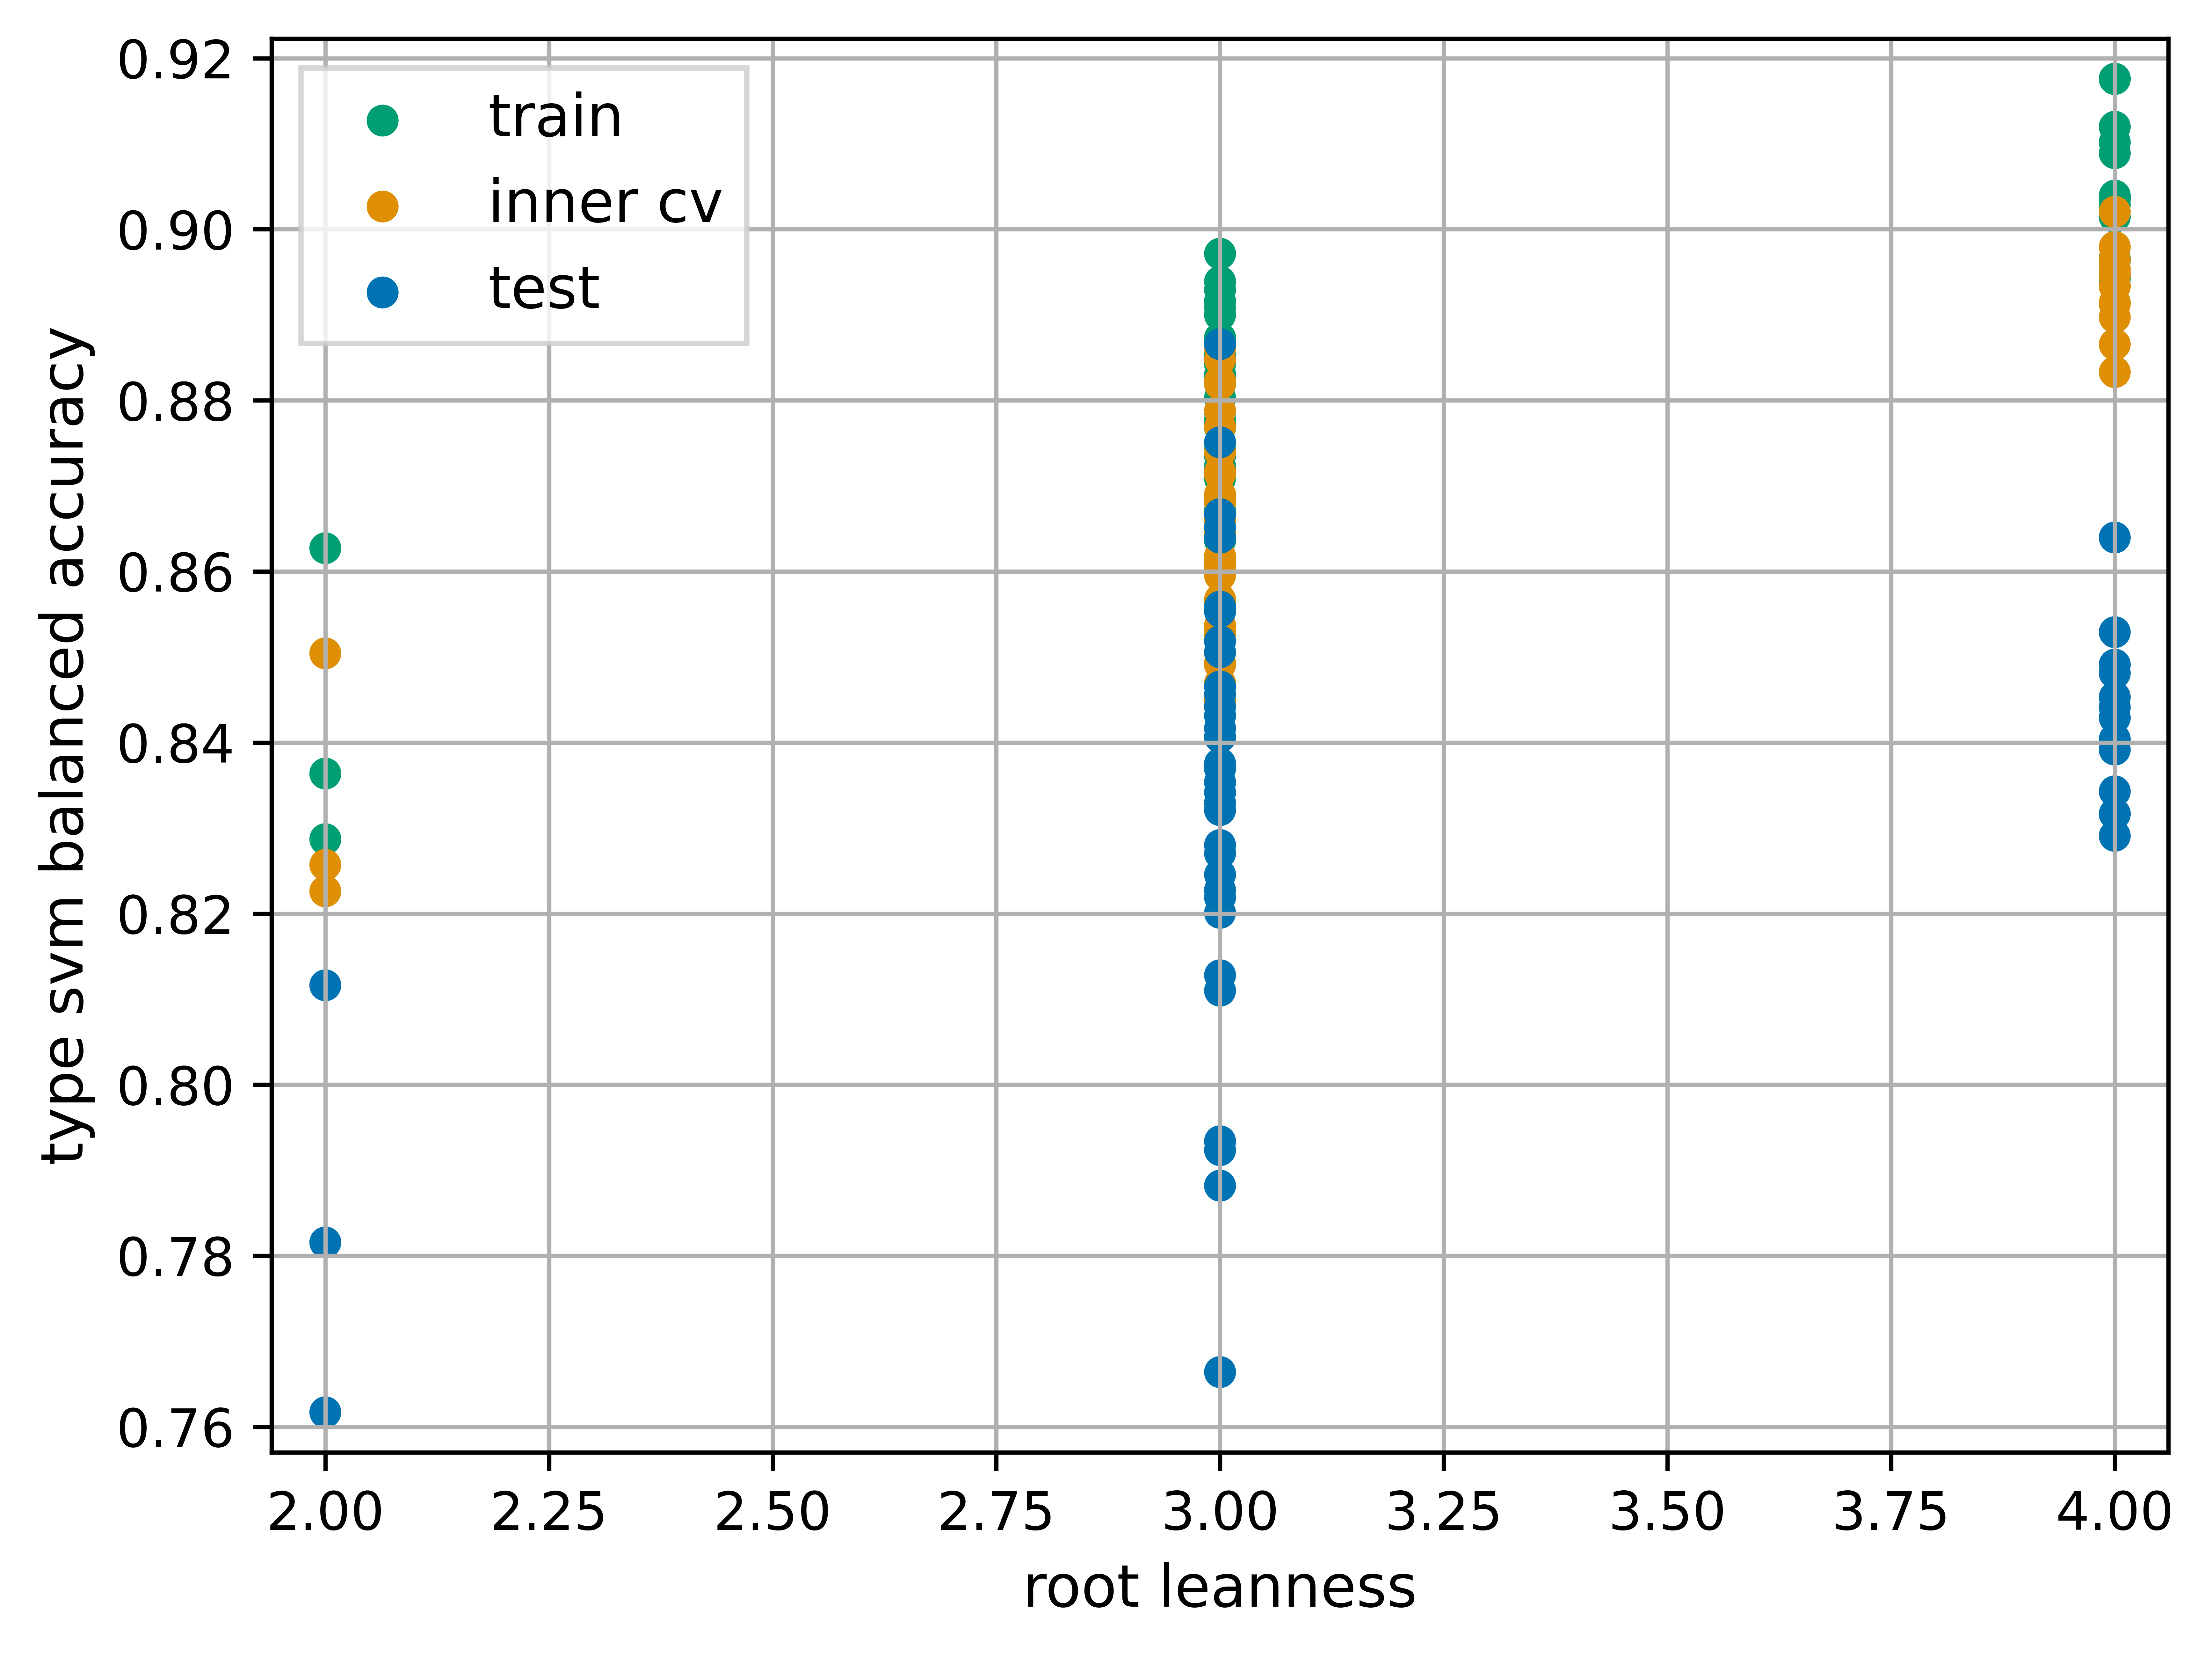 0.92
0.90
0.88
0.86
0.84
0.82
0.80
0.78
0.76
type svm balanced accuracy
train
inner cv
test
2.00 2.25 2.50 2.75 3.00 3.25 3.50 3.75 4.00
root leanness